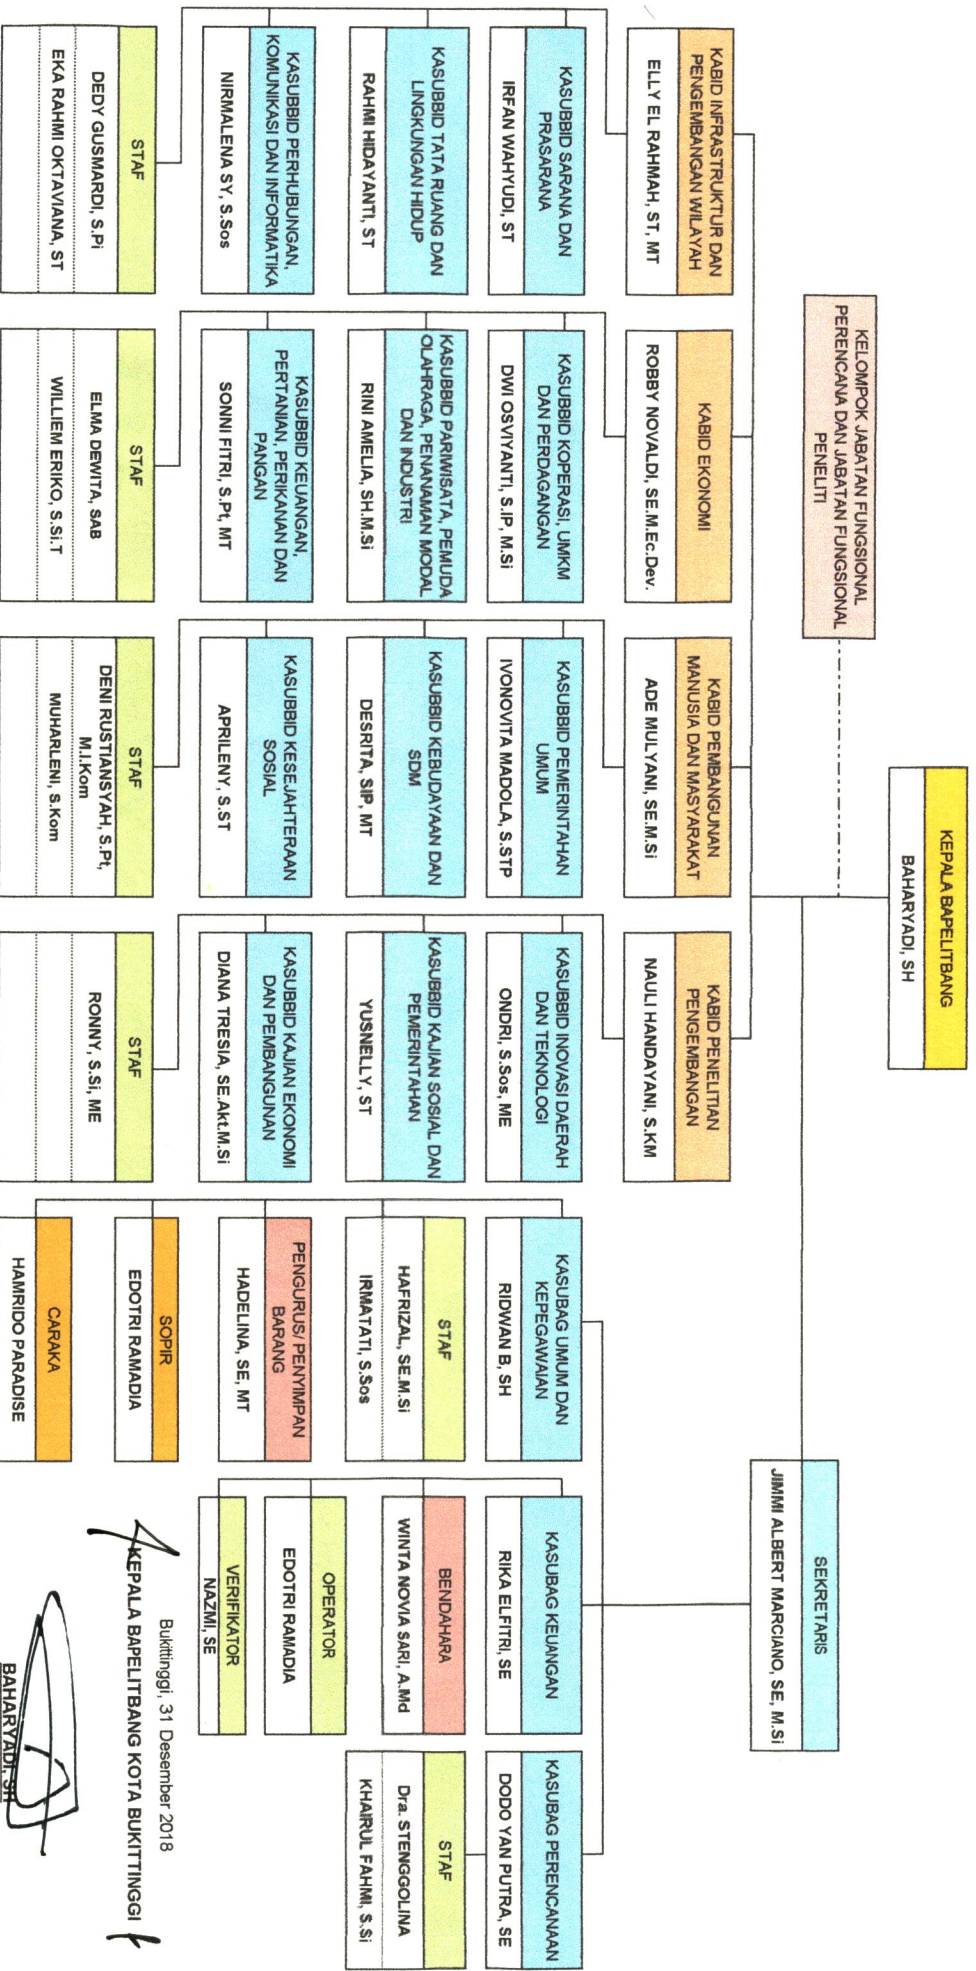 KEPALA BAPELITBANG
BAHARYADI, SH
KELOMPOK JABATAN FUNGSIONAL
PERENCANA DAN JABATAN FUNGSIONAL
PENELITI
SEKRETARIS
JIMMI ALBERT MARCIANO, SE, M.Si
KABID INFRASTRUKTUR DAN
PENGEMBANGAN WILAYAH
ELLY EL RAHMAH, ST, MT
KASUBBID SARANA DAN
PRASARANA
IRFAN WAHYUDI, ST
KASUBBID TATA RUANG DAN
LINGKUNGAN HIDUP
RAHMI HIDAYANTI, ST
KASUBBID PERHUBUNGAN,
KOMUNIKASI DAN INFORMATIKA
NIRMALENA SY, S.Sos
STAF
DEDY GUSMARDI, S.Pi
EKA RAHMI OKTAVIANA, ST
KABID EKONOMI
ROBBY NOVALDI, SE.M.Ec.Dev.
KASUBBID KOPERASI, UMKM
DAN PERDAGANGAN
DWI OSVIYANTI, S.IP, M.Si
KASUBBID PARIWISATA, PEMUDA
OLAHRAGA, PENANAMAN MODAL
DAN INDUSTRI
RINI AMELIA, SH.M.Si
KASUBBID KEUANGAN,
PERTANIAN, PERIKANAN DAN
PANGAN
SONNI FITRI, S.Pt, MT
STAF
ELMA DEWITA, SAB
WILLIEM ERIKO, S.Si.T
KABID PEMBANGUNAN
MANUSIA DAN MASYARAKAT
ADE MULYANI, SE.M.Si
KASUBBID PEMERINTAHAN
UMUM
IVONOVITA MADOLA, S.STP
KASUBBID KEBUDAYAAN DAN
SDM
DESRITA, SIP, MT
KASUBBID KESEJAHTERAAN
SOSIAL
APRILENY, S.ST
STAF
DENI RUSTIANSYAH, S.Pt,
M.I.Kom
MUHARLENI, S.Kom
KABID PENELITIAN
PENGEMBANGAN
NAULI HANDAYANI, S.KM
KASUBBID INOVASI DAERAH
DAN TEKNOLOGI
ONDRI, S.Sos, ME
KASUBBID KAJIAN SOSIAL DAN
PEMERINTAHAN
YUSNELLY, ST
KASUBBID KAJIAN EKONOMI
DAN PEMBANGUNAN
DIANA TRESIA, SE.Akt.M.Si
STAF
RONNY, S.Si, ME
KASUBAG UMUM DAN
KEPEGAWAIAN
RIDWAN B, SH
STAF
HAFRIZAL, SE.M.Si
IRMATATI, S.Sos
PENGURUS/ PENYIMPAN
BARANG
HADELINA, SE, MT
SOPIR
EDOTRI RAMADIA
CARAKA
HAMRIDO PARADISE
KASUBAG KEUANGAN
RIKA ELFITRI, SE
BENDAHARA
WINTA NOVIA SARI, A.Md
OPERATOR
EDOTRI RAMADIA
VERIFIKATOR
NAZMI, SE
KASUBAG PERENCANAAN
DODO YAN PUTRA, SE
STAF
Dra. STENGGOLINA
KHAIRUL FAHMI, S.Si
Bukittinggi, 31 Desember 2018
KEPALA BAPELITBANG KOTA BUKITTINGGI
BAHARYADI, SH